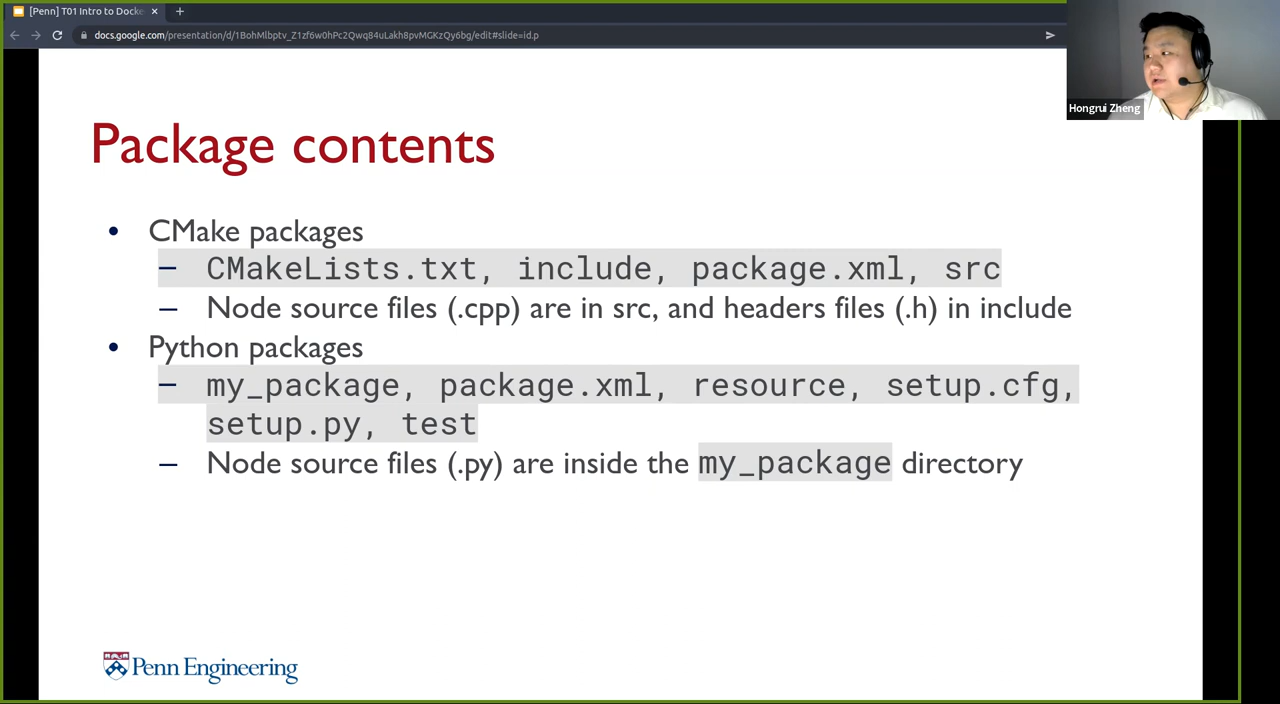 [Penn] T01 Intro to Docke
docs.google.com/presentation/d/1BohMlbptv_Z1zf6w0hPc2Qwq84uLakh8pvMGKzQy6bg/edit#slide=id.p
Hongrui Zheng
Package contents
• CMake packages
– CMakeLists.txt, include, package.xml, src
– Node source files (.cpp) are in src, and headers files (.h) in include
• Python packages
– my_package, package.xml, resource, setup.cfg,
setup.py, test
– Node source files (.py) are inside the my_package directory
Penn Engineering